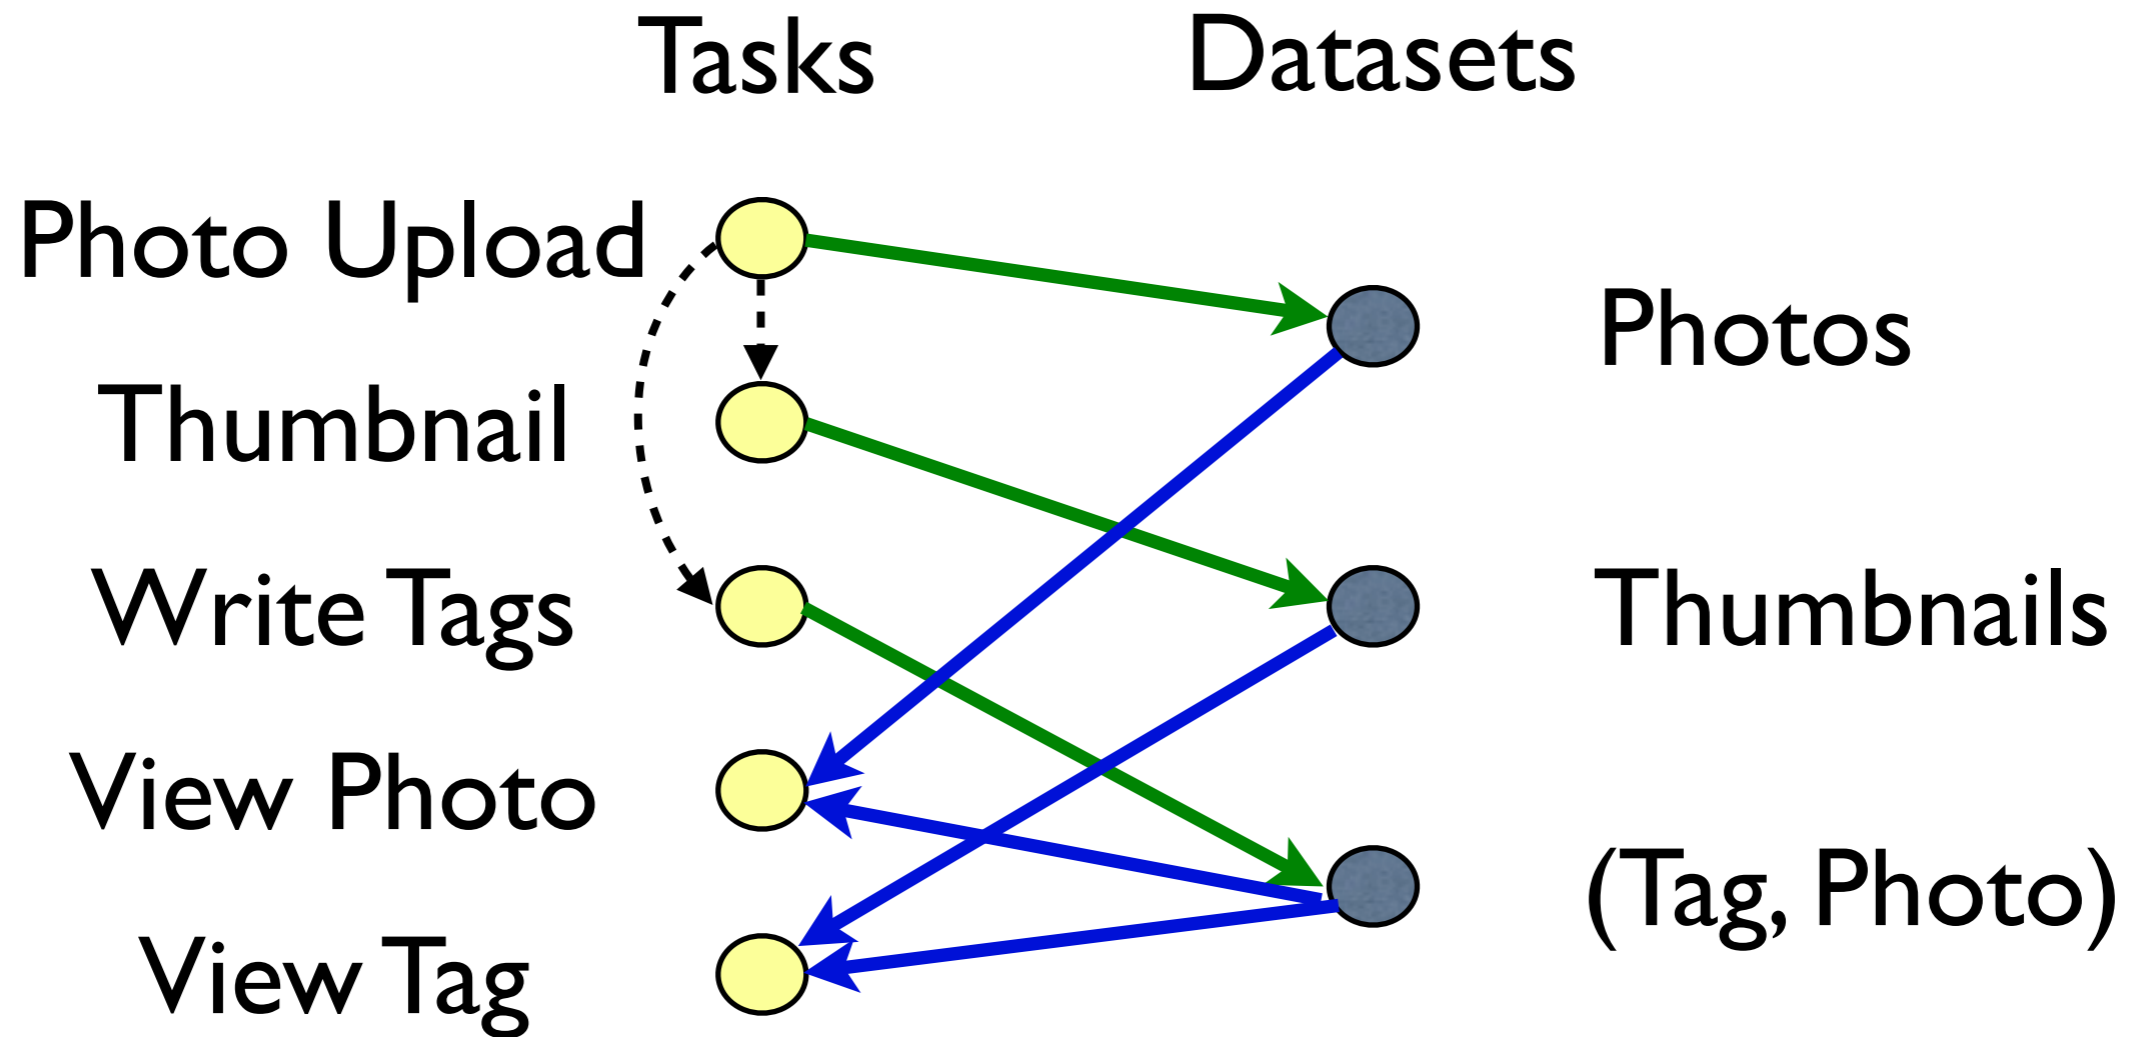 Tasks Datasets
Photo Upload
Photos
Thumbnail
Write Tags
Thumbnails
View Photo
(Tag, Photo)
View Tag